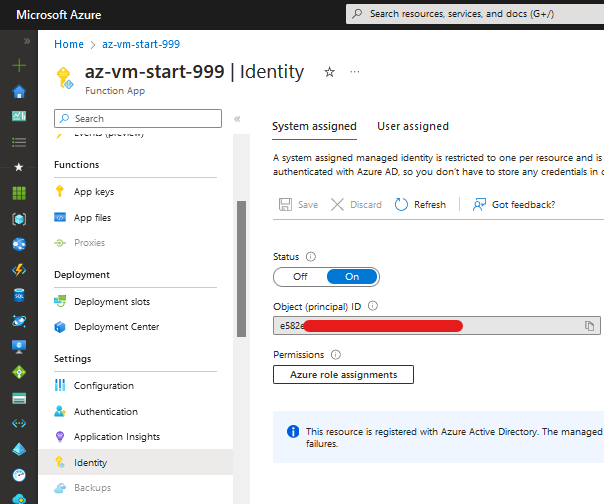 Microsoft Azure
Search resources, services, and docs (G+/)
Home > az-vm-start-999
az-vm-start-999 | Identity
Function App
Search
Events (preview)
Functions
App keys
App files
Proxies
Deployment
Deployment slots
Deployment Center
Settings
Configuration
Authentication
Application Insights
Identity
Backups
System assigned
User assigned
A system assigned managed identity is restricted to one per resource and is
authenticated with Azure AD, so you don't have to store any credentials in c
Save
Discard
Refresh
Got feedback?
Status
Off
On
Object (principal) ID
e582e
Permissions
Azure role assignments
This resource is registered with Azure Active Directory. The managed
failures.